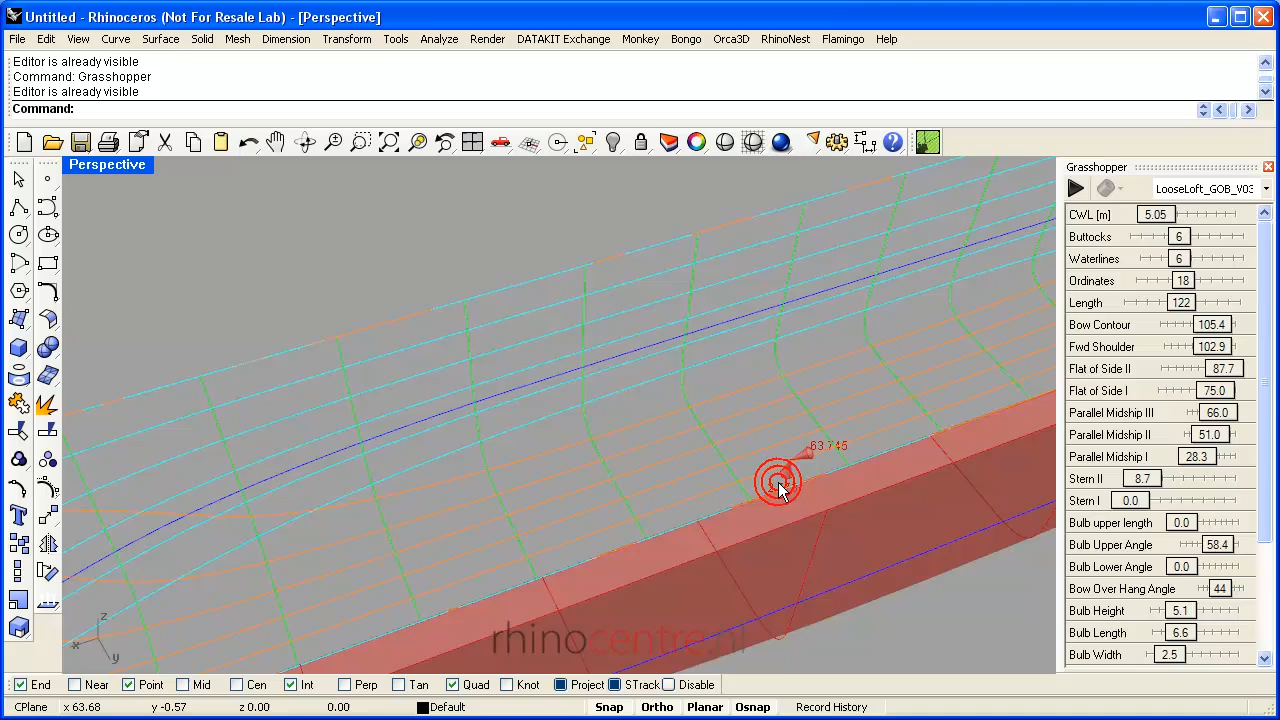 Untitled - Rhinoceros (Not For Resale Lab) - [Perspective]
File Edit View Curve Surface Solid Mesh Dimension Transform Tools Analyze Render DATAKIT Exchange Monkey Bongo Orca3D RhinoNest Flamingo Help
Editor is already visible
Command: Grasshopper
Editor is already visible
Command:
Perspective
Grasshopper
LooseLoft_GOB_V03
CWL [m] 5.05
Buttocks 6
Waterlines 6
Ordinates 18
Length 122
Bow Contour 105.4
Fwd Shoulder 102.9
Flat of Side II 87.7
Flat of Side I 75.0
Parallel Midship III 66.0
Parallel Midship II 51.0
Parallel Midship I 28.3
Stern II 8.7
Stern I 0.0
Bulb upper length 0.0
Bulb Upper Angle 58.4
Bulb Lower Angle 0.0
Bow Over Hang Angle 44
Bulb Height 5.1
Bulb Length 6.6
Bulb Width 2.5
63.745
z
x
y
rhinocentre.nl
End Near Point Mid Cen Int Perp Tan Quad Knot Project STrack Disable
CPlane x 63.68 y -0.57 z 0.00 0.00 Default Snap Ortho Planar Osnap Record History